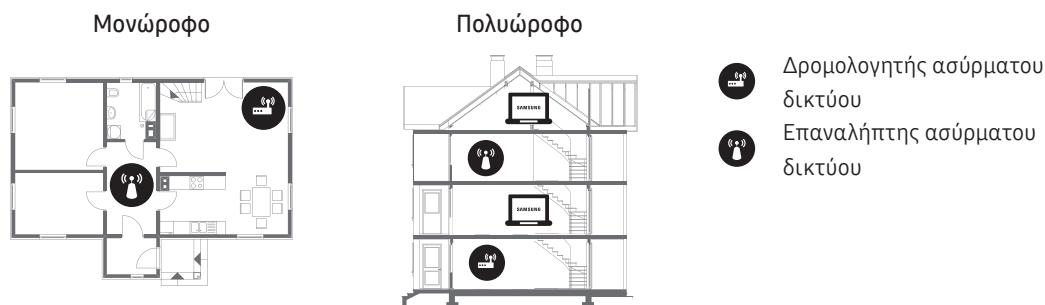 Μονώροφο
Πολυώροφο
SAMSUNG
SAMSUNG
Δρομολογητής ασύρματου
δικτύου
Επαναλήπτης ασύρματου
δικτύου